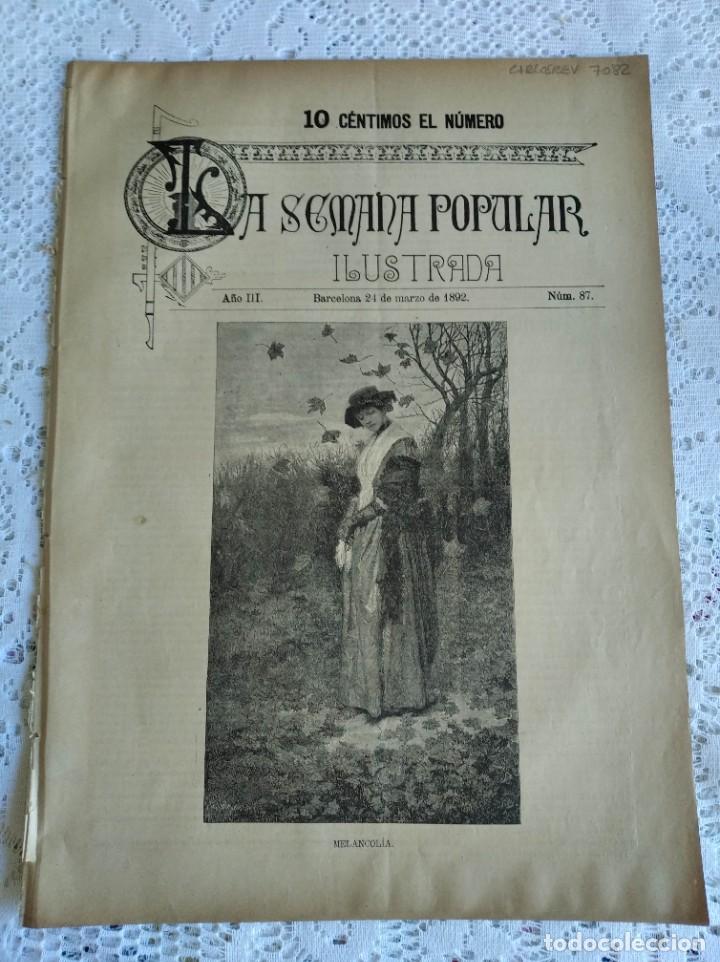 CARLOSREV 7082
10 CÉNTIMOS EL NÚMERO
LA SEMANA POPULAR
ILUSTRADA
Año III. Barcelona 24 de marzo de 1892. Núm. 87.
MELANCOLÍA.
todocoleccion